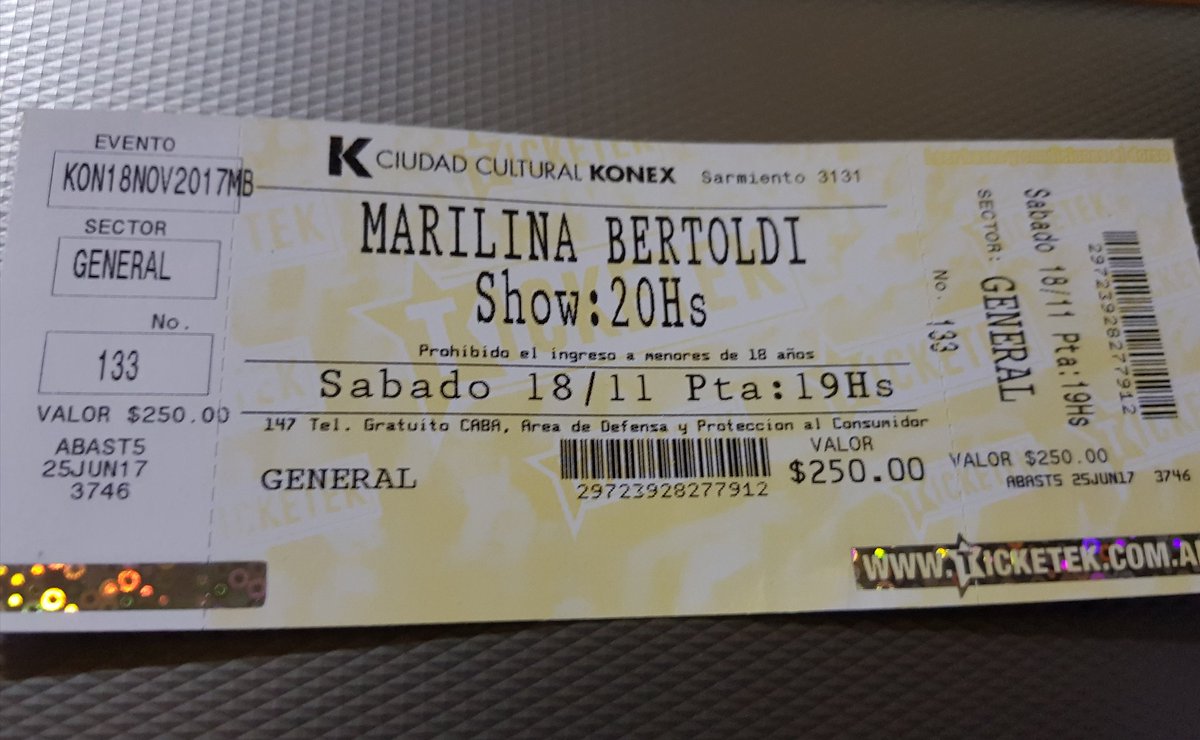 EVENTO
KON18NOV2017MB
SECTOR
GENERAL
No.
133
VALOR $250.00
ABAST5
25JUN17
3746
K CIUDAD CULTURAL KONEX Sarmiento 3131
MARILINA BERTOLDI
Show:20Hs
Prohibido el ingreso a menores de 18 años
Sabado 18/11 Pta:19Hs
147 Tel. Gratuito CABA, Area de Defensa y Proteccion al Consumidor
GENERAL
29723928277912
VALOR
$250.00
No. 133
SECTOR: GENERAL
Sabado 18/11 Pta:19Hs
29723928277912
VALOR $250.00
ABAST5 25JUN17 3746
WWW.TICKETEK.COM.A